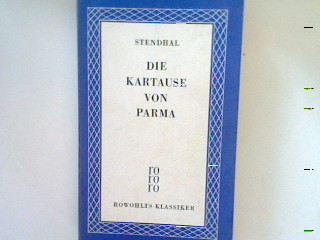 STENDHAL
DIE
KARTAUSE
VON
PARMA
ro
ro
ro
ROWOHLTS KLASSIKER